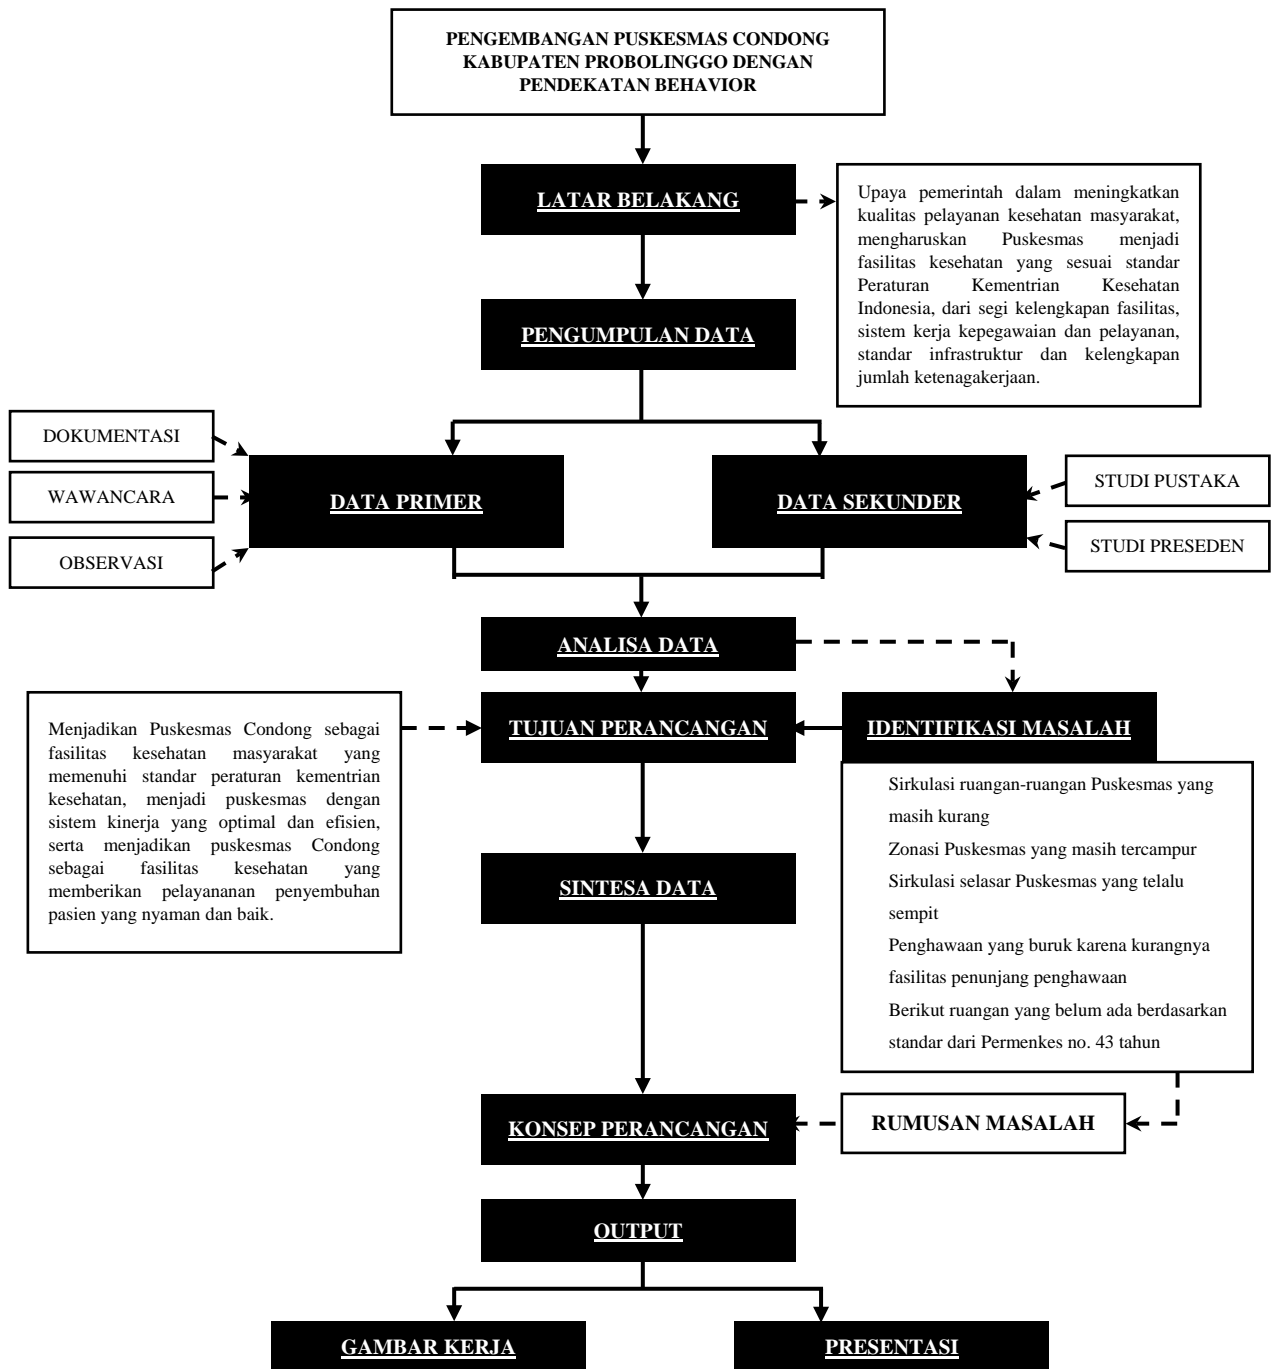 PENGEMBANGAN PUSKESMAS CONDONG
KABUPATEN PROBOLINGGO DENGAN
PENDEKATAN BEHAVIOR
LATAR BELAKANG
Upaya pemerintah dalam meningkatkan
kualitas pelayanan kesehatan masyarakat,
mengharuskan Puskesmas menjadi
fasilitas kesehatan yang sesuai standar
Peraturan Kementrian Kesehatan
Indonesia, dari segi kelengkapan fasilitas,
sistem kerja kepegawaian dan pelayanan,
standar infrastruktur dan kelengkapan
jumlah ketenagakerjaan.
PENGUMPULAN DATA
DOKUMENTASI
WAWANCARA
OBSERVASI
DATA PRIMER
DATA SEKUNDER
STUDI PUSTAKA
STUDI PRESEDEN
ANALISA DATA
TUJUAN PERANCANGAN
IDENTIFIKASI MASALAH
Menjadikan Puskesmas Condong sebagai
fasilitas kesehatan masyarakat yang
memenuhi standar peraturan kementrian
kesehatan, menjadi puskesmas dengan
sistem kinerja yang optimal dan efisien,
serta menjadikan puskesmas Condong
sebagai fasilitas kesehatan yang
memberikan pelayananan penyembuhan
pasien yang nyaman dan baik.
Sirkulasi ruangan-ruangan Puskesmas yang
masih kurang
Zonasi Puskesmas yang masih tercampur
Sirkulasi selasar Puskesmas yang telalu
sempit
Penghawaan yang buruk karena kurangnya
fasilitas penunjang penghawaan
Berikut ruangan yang belum ada berdasarkan
standar dari Permenkes no. 43 tahun
SINTESA DATA
KONSEP PERANCANGAN
RUMUSAN MASALAH
OUTPUT
GAMBAR KERJA
PRESENTASI